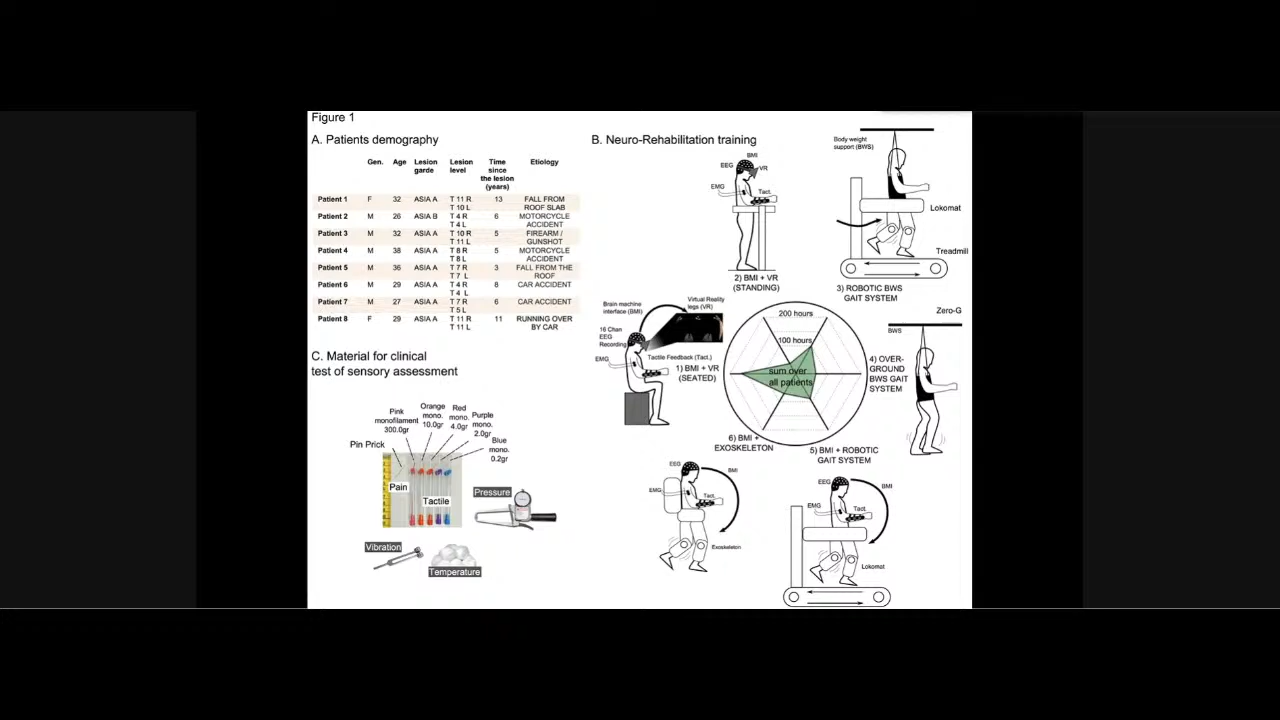 Figure 1
A. Patients demography
Gen. Age Lesion garde Lesion level Time since the lesion (years) Etiology
Patient 1 F 32 ASIA A T 11 R T 10 L 13 FALL FROM ROOF SLAB
Patient 2 M 26 ASIA B T 4 R T 4 L 6 MOTORCYCLE ACCIDENT
Patient 3 M 32 ASIA A T 10 R T 11 L 5 FIREARM / GUNSHOT
Patient 4 M 38 ASIA A T 8 R T 8 L 5 MOTORCYCLE ACCIDENT
Patient 5 M 36 ASIA A T 7 R T 7 L 3 FALL FROM THE ROOF
Patient 6 M 29 ASIA A T 4 R T 4 L 8 CAR ACCIDENT
Patient 7 M 27 ASIA A T 7 R T 5 L 6 CAR ACCIDENT
Patient 8 F 29 ASIA A T 11 R T 11 L 11 RUNNING OVER BY CAR
C. Material for clinical
test of sensory assessment
Pin Prick
Pink
monofilament
300.0gr
Orange
mono.
10.0gr
Red
mono.
4.0gr
Purple
mono.
2.0gr
Blue
mono.
0.2gr
Pain
Tactile
Pressure
Vibration
Temperature
B. Neuro-Rehabilitation training
BMI
EEG
VR
EMG
Tact.
2) BMI + VR
(STANDING)
Body weight
support (BWS)
Lokomat
Treadmill
3) ROBOTIC BWS
GAIT SYSTEM
Brain machine
interface (BMI)
Virtual Reality
legs (VR)
16 Chan
EEG
Recording
EMG
Tactile Feedback (Tact.)
1) BMI + VR
(SEATED)
200 hours
100 hours
sum over
all patients
Zero-G
BWS
4) OVER-
GROUND
BWS GAIT
SYSTEM
6) BMI +
EXOSKELETON
EEG
BMI
EMG
Tact.
Exoskeleton
5) BMI + ROBOTIC
GAIT SYSTEM
EEG
BMI
EMG
Tact.
Lokomat